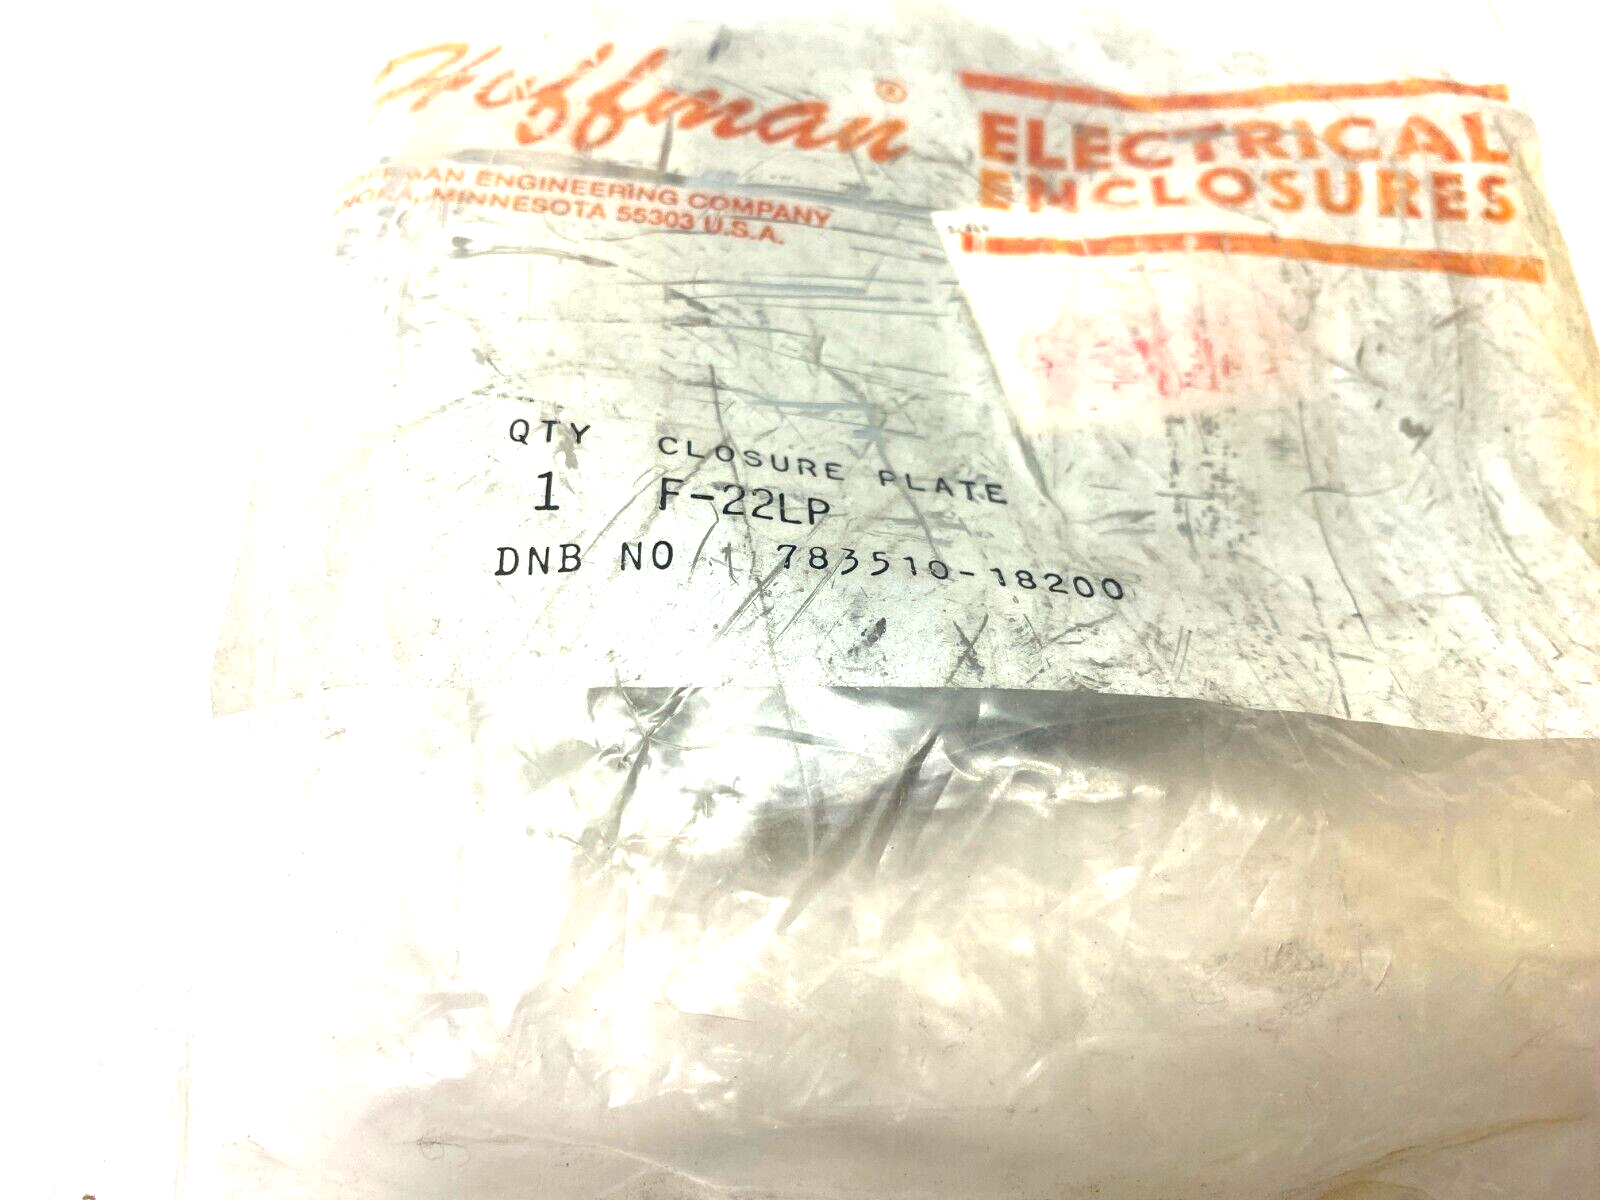 Hoffman®
ENGINEERING COMPANY
MINNESOTA 55303 U.S.A.
ELECTRICAL
ENCLOSURES
QTY CLOSURE PLATE
1 F-22LP
DNB NO 783510-18200